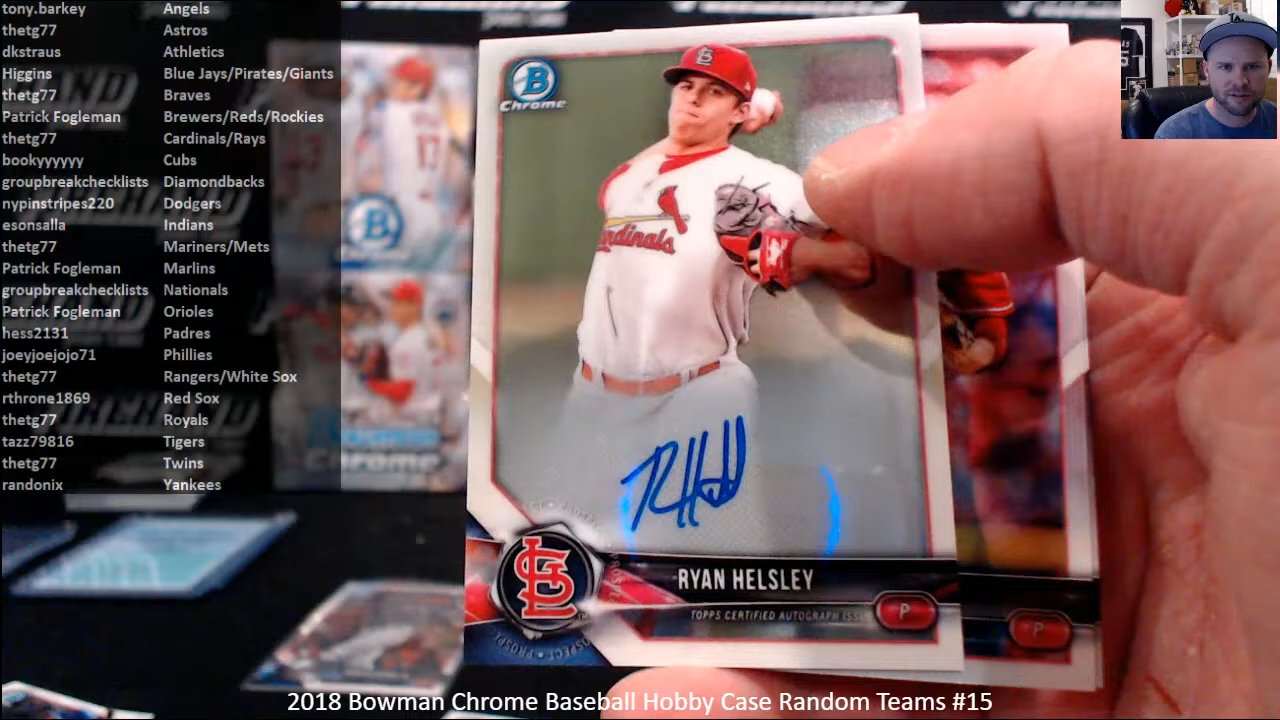 tony.barkey Angels
thetg77 Astros
dkstraus Athletics
Higgins Blue Jays/Pirates/Giants
thetg77 Braves
Patrick Fogleman Brewers/Reds/Rockies
thetg77 Cardinals/Rays
bookyyyyyy Cubs
groupbreakchecklists Diamondbacks
nypinstripes220 Dodgers
esonsalla Indians
thetg77 Mariners/Mets
Patrick Fogleman Marlins
groupbreakchecklists Nationals
Patrick Fogleman Orioles
hess2131 Padres
joeyjoejojo71 Phillies
thetg77 Rangers/White Sox
rthrone1869 Red Sox
thetg77 Royals
tazz79816 Tigers
thetg77 Twins
randonix Yankees
B
Chrome
Cardinals
17
B
Bowman
Chrome
RYAN HELSLEY
TOPPS CERTIFIED AUTOGRAPH ISS
P
P
2018 Bowman Chrome Baseball Hobby Case Random Teams #15